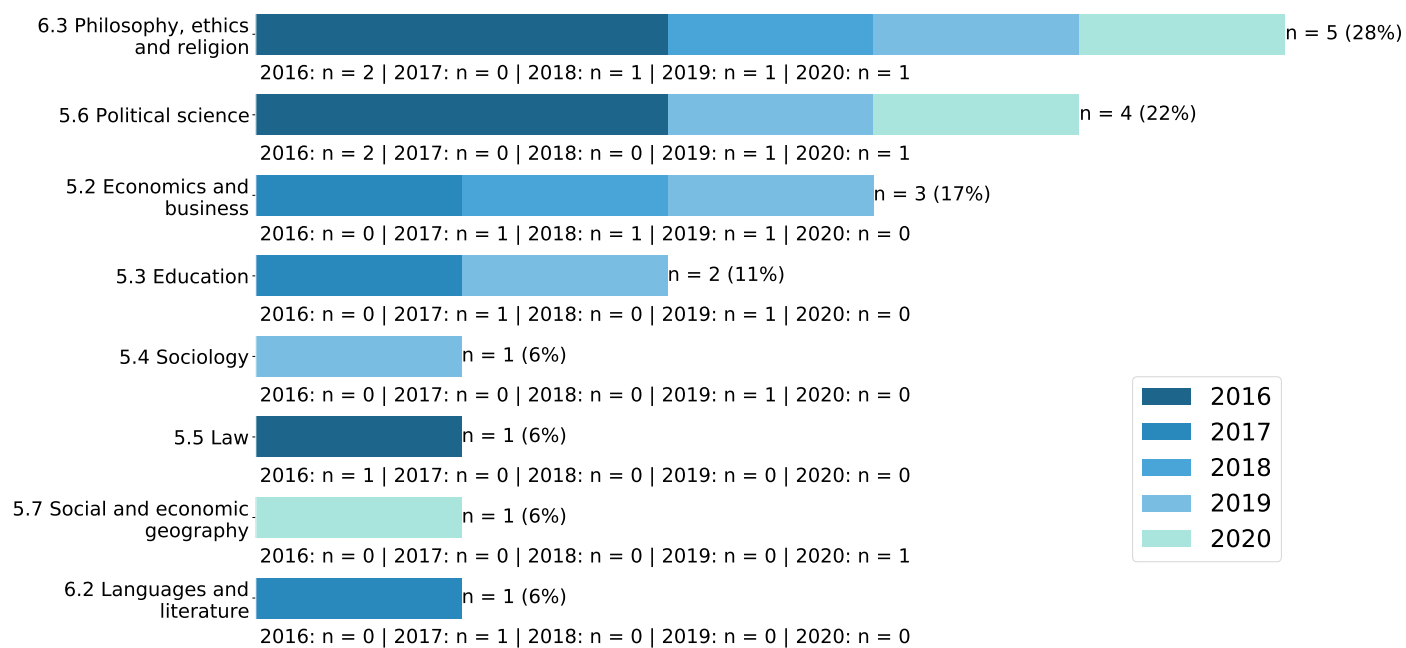 6.3 Philosophy, ethics
and religion
n = 5 (28%)
2016: n = 2 | 2017: n = 0 | 2018: n = 1 | 2019: n = 1 | 2020: n = 1
5.6 Political science
n = 4 (22%)
2016: n = 2 | 2017: n = 0 | 2018: n = 0 | 2019: n = 1 | 2020: n = 1
5.2 Economics and
business
n = 3 (17%)
2016: n = 0 | 2017: n = 1 | 2018: n = 1 | 2019: n = 1 | 2020: n = 0
5.3 Education
n = 2 (11%)
2016: n = 0 | 2017: n = 1 | 2018: n = 0 | 2019: n = 1 | 2020: n = 0
5.4 Sociology
n = 1 (6%)
2016: n = 0 | 2017: n = 0 | 2018: n = 0 | 2019: n = 1 | 2020: n = 0
5.5 Law
n = 1 (6%)
2016: n = 1 | 2017: n = 0 | 2018: n = 0 | 2019: n = 0 | 2020: n = 0
5.7 Social and economic
geography
n = 1 (6%)
2016: n = 0 | 2017: n = 0 | 2018: n = 0 | 2019: n = 0 | 2020: n = 1
6.2 Languages and
literature
n = 1 (6%)
2016: n = 0 | 2017: n = 1 | 2018: n = 0 | 2019: n = 0 | 2020: n = 0
2016
2017
2018
2019
2020